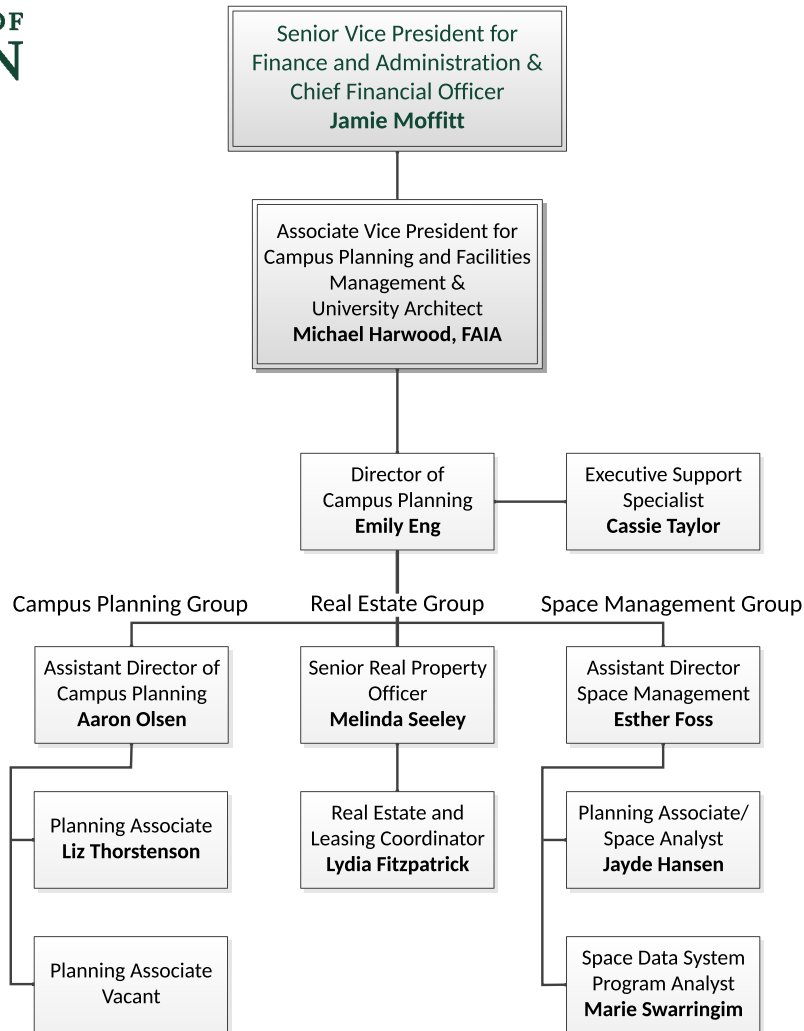 OF
N
Senior Vice President for
Finance and Administration &
Chief Financial Officer
Jamie Moffitt
Associate Vice President for
Campus Planning and Facilities
Management &
University Architect
Michael Harwood, FAIA
Director of
Campus Planning
Emily Eng
Executive Support
Specialist
Cassie Taylor
Campus Planning Group
Real Estate Group
Space Management Group
Assistant Director of
Campus Planning
Aaron Olsen
Senior Real Property
Officer
Melinda Seeley
Assistant Director
Space Management
Esther Foss
Planning Associate
Liz Thorstenson
Real Estate and
Leasing Coordinator
Lydia Fitzpatrick
Planning Associate/
Space Analyst
Jayde Hansen
Planning Associate
Vacant
Space Data System
Program Analyst
Marie Swarringim